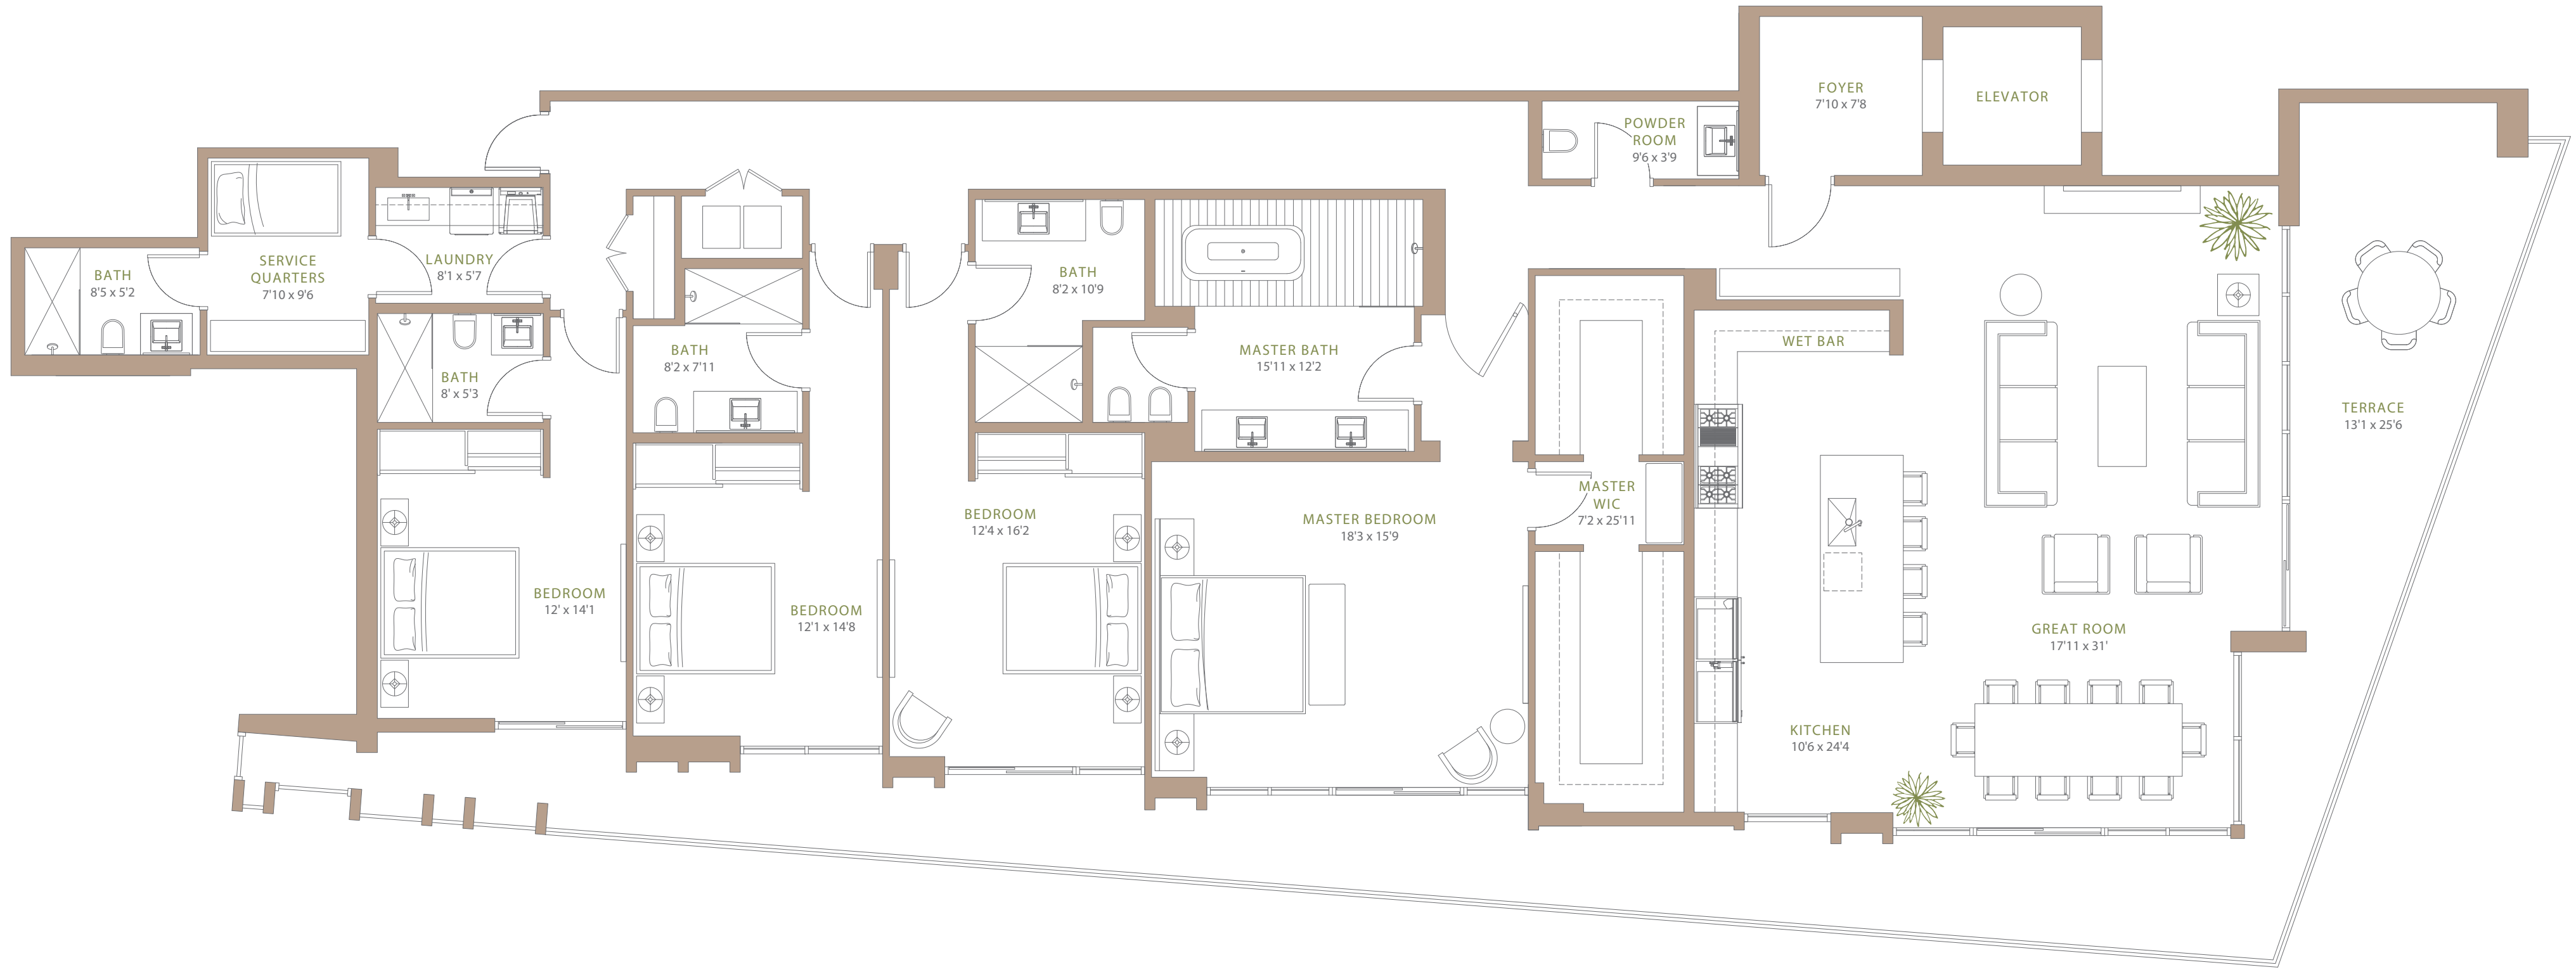 FOYER
7'10 x 7'8
ELEVATOR
POWDER
ROOM
9'6 x 3'9
BATH
8'5 x 5'2
SERVICE
QUARTERS
7'10 x 9'6
LAUNDRY
8'1 x 5'7
BATH
8' x 5'3
BATH
8'2 x 7'11
BATH
8'2 x 10'9
MASTER BATH
15'11 x 12'2
WET BAR
TERRACE
13'1 x 25'6
BEDROOM
12' x 14'1
BEDROOM
12'1 x 14'8
BEDROOM
12'4 x 16'2
MASTER BEDROOM
18'3 x 15'9
MASTER
WIC
7'2 x 25'11
GREAT ROOM
17'11 x 31'
KITCHEN
10'6 x 24'4